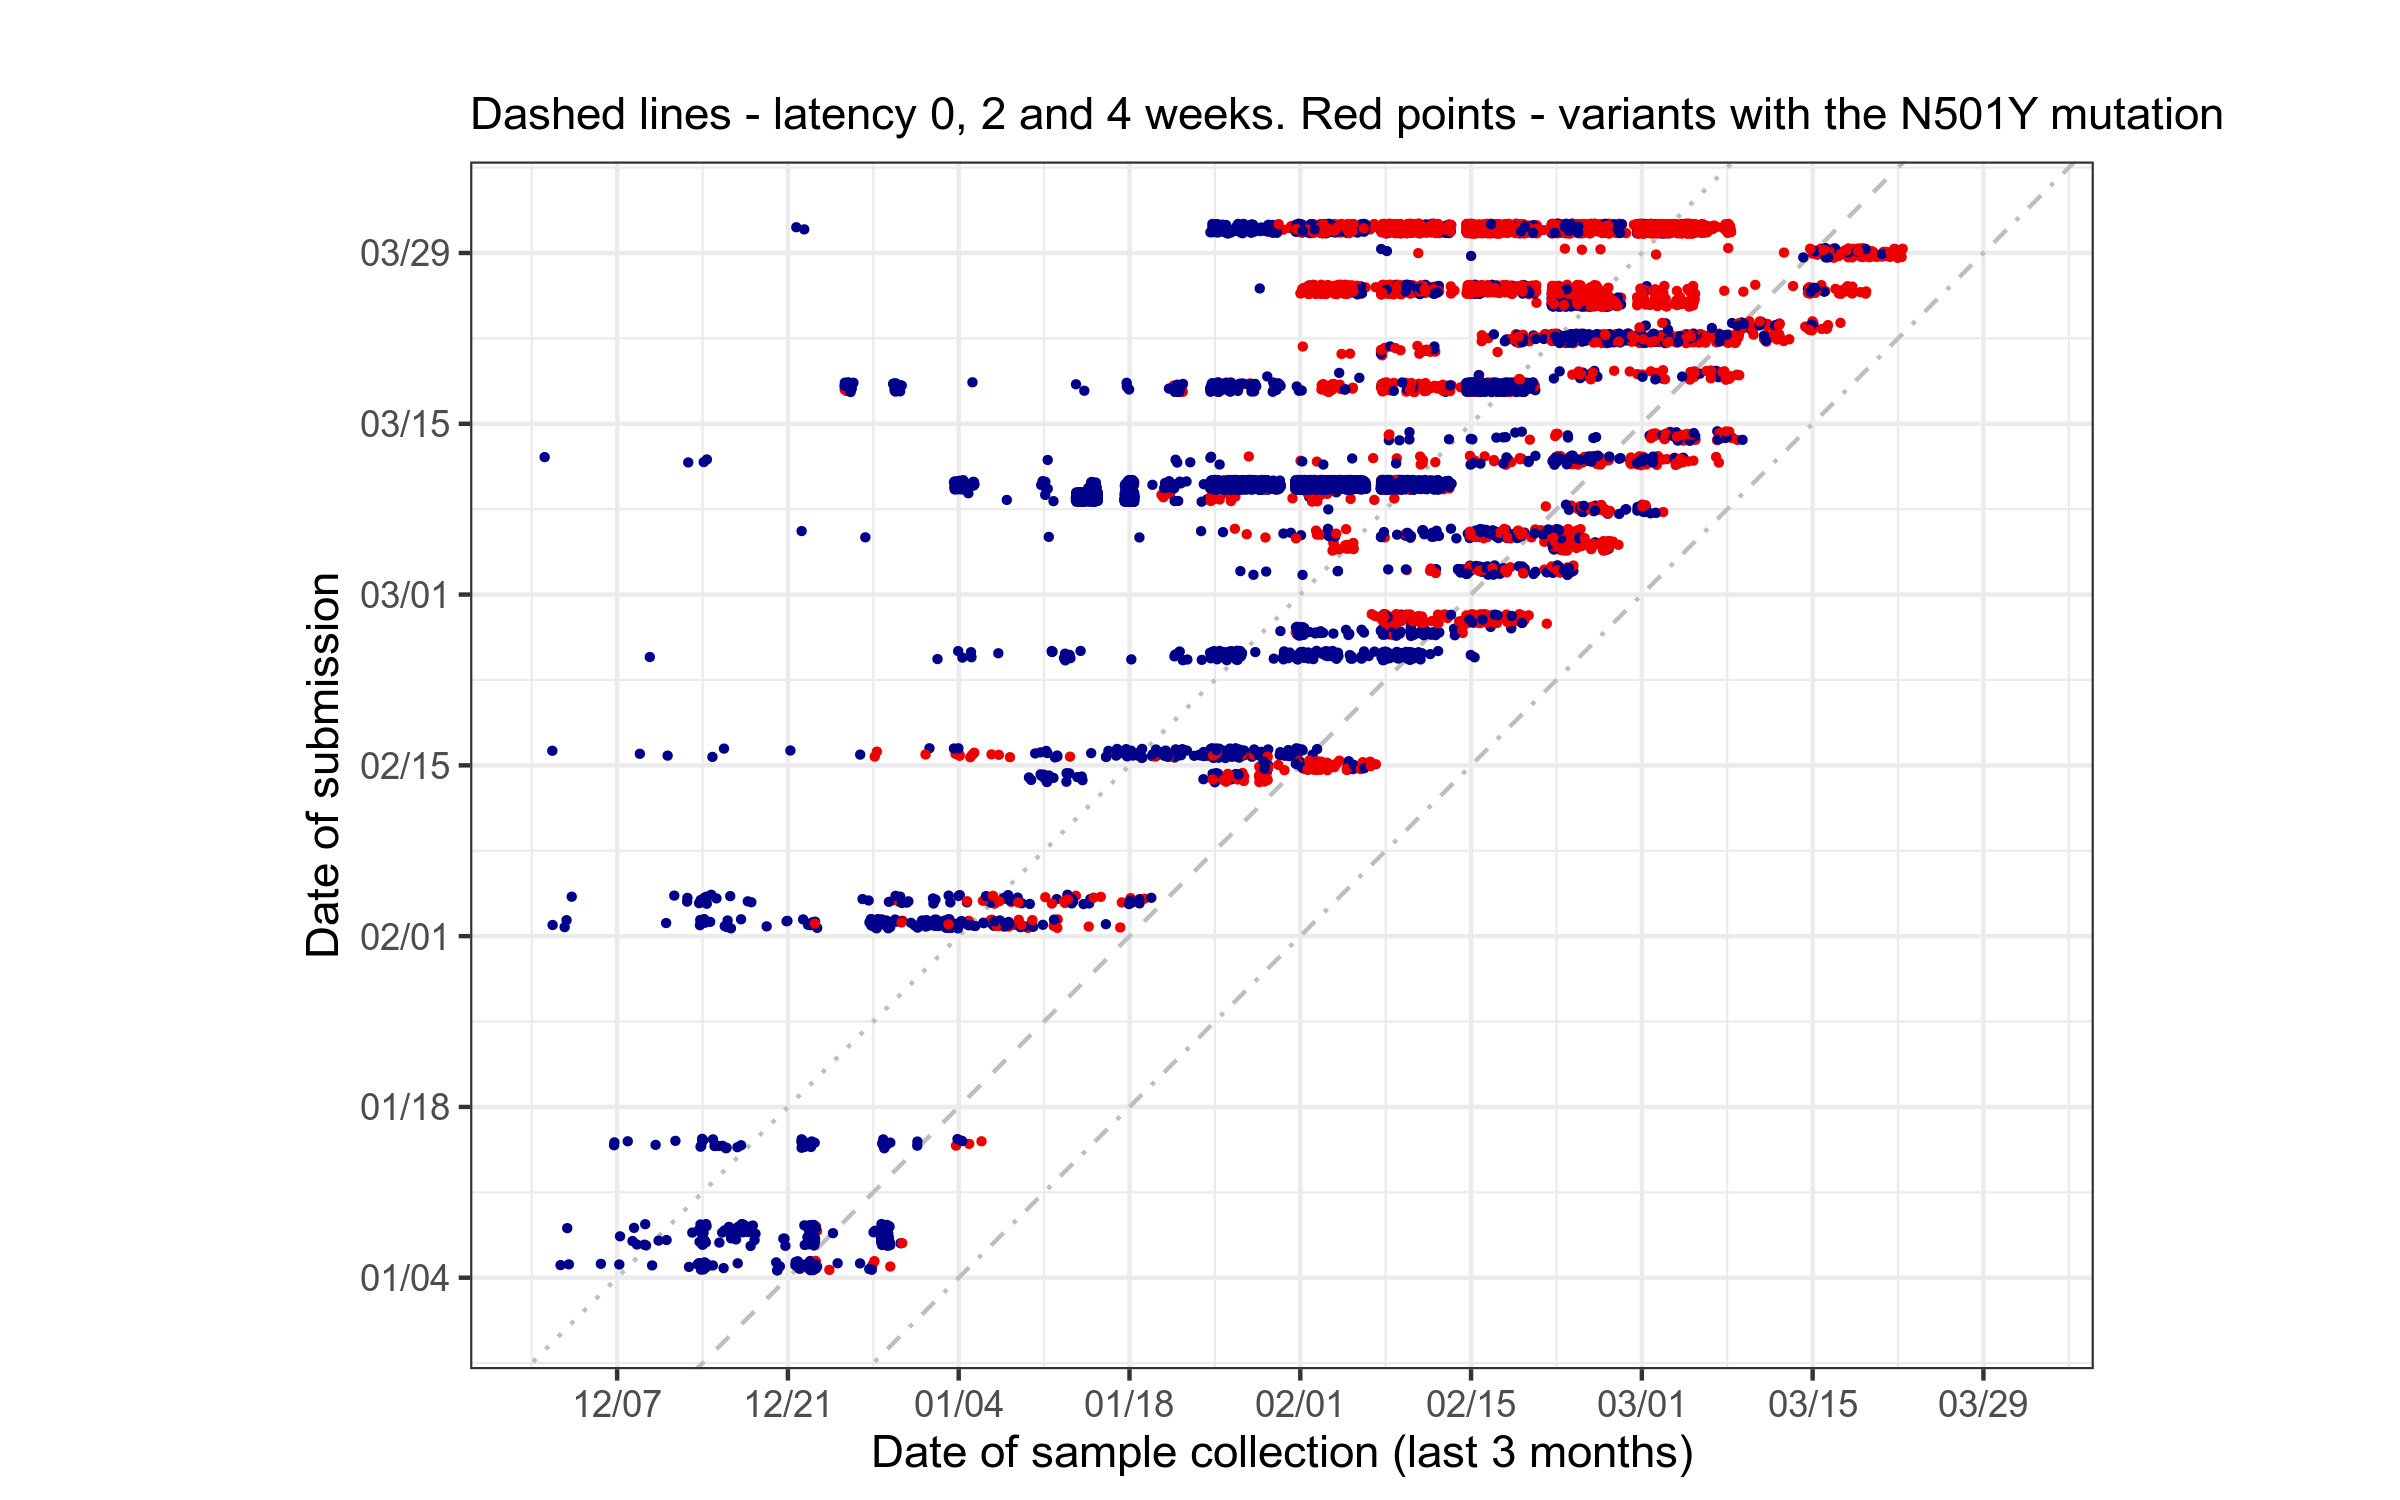 Dashed lines - latency 0, 2 and 4 weeks. Red points - variants with the N501Y mutation
Date of submission
03/29
03/15
03/01
02/15
02/01
01/18
01/04
12/07 12/21 01/04 01/18 02/01 02/15 03/01 03/15 03/29
Date of sample collection (last 3 months)